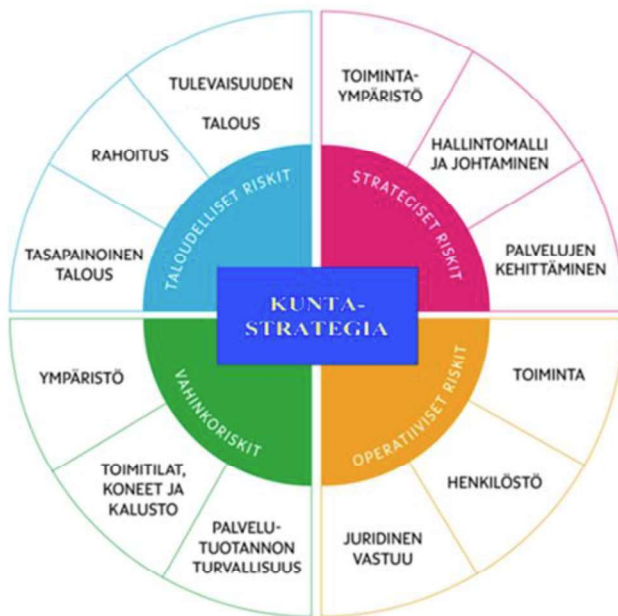 TULEVAISUUDEN
TALOUS
RAHOITUS
TASAPAINOINEN
TALOUS
TALOUDELLISET RISKIT
TOIMINTA-
YMPÄRISTÖ
HALLINTOMALLI
JA JOHTAMINEN
PALVELUJEN
KEHITTÄMINEN
STRATEGISET RISKIT
KUNTA-
STRATEGIA
YMPÄRISTÖ
TOIMITILAT,
KONEET JA
KALUSTO
PALVELU-
TUOTANNON
TURVALLISUUS
VAHINKORISKIT
TOIMINTA
HENKILÖSTÖ
JURIDINEN
VASTUU
OPERATIIVISET RISKIT